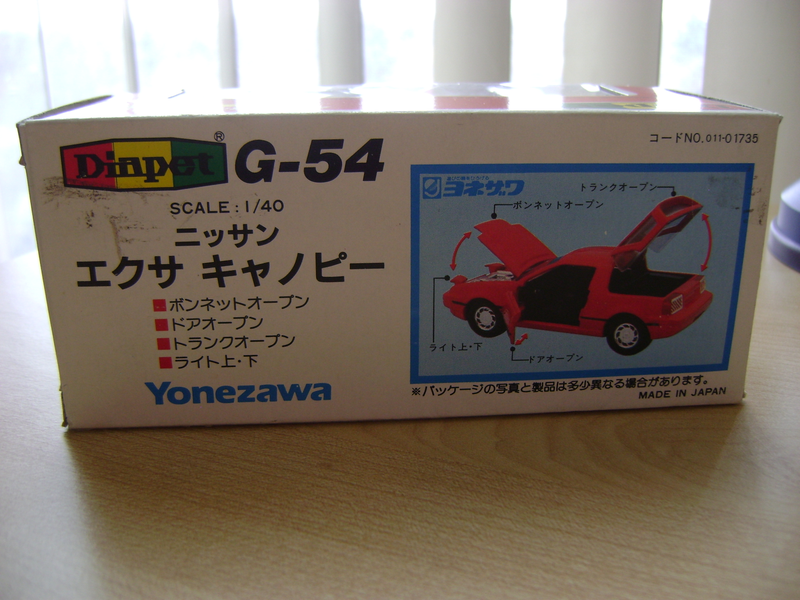 Diapet® G-54
SCALE : 1/40
ニッサン
エクサ キャノピー
■ボンネットオープン
■ドアオープン
■トランクオープン
■ライト上・下
Yonezawa
コードNO. 011-01735
ヨネザワ
トランクオープン
ボンネットオープン
ライト上・下
ドアオープン
※パッケージの写真と製品は多少異なる場合があります。
MADE IN JAPAN